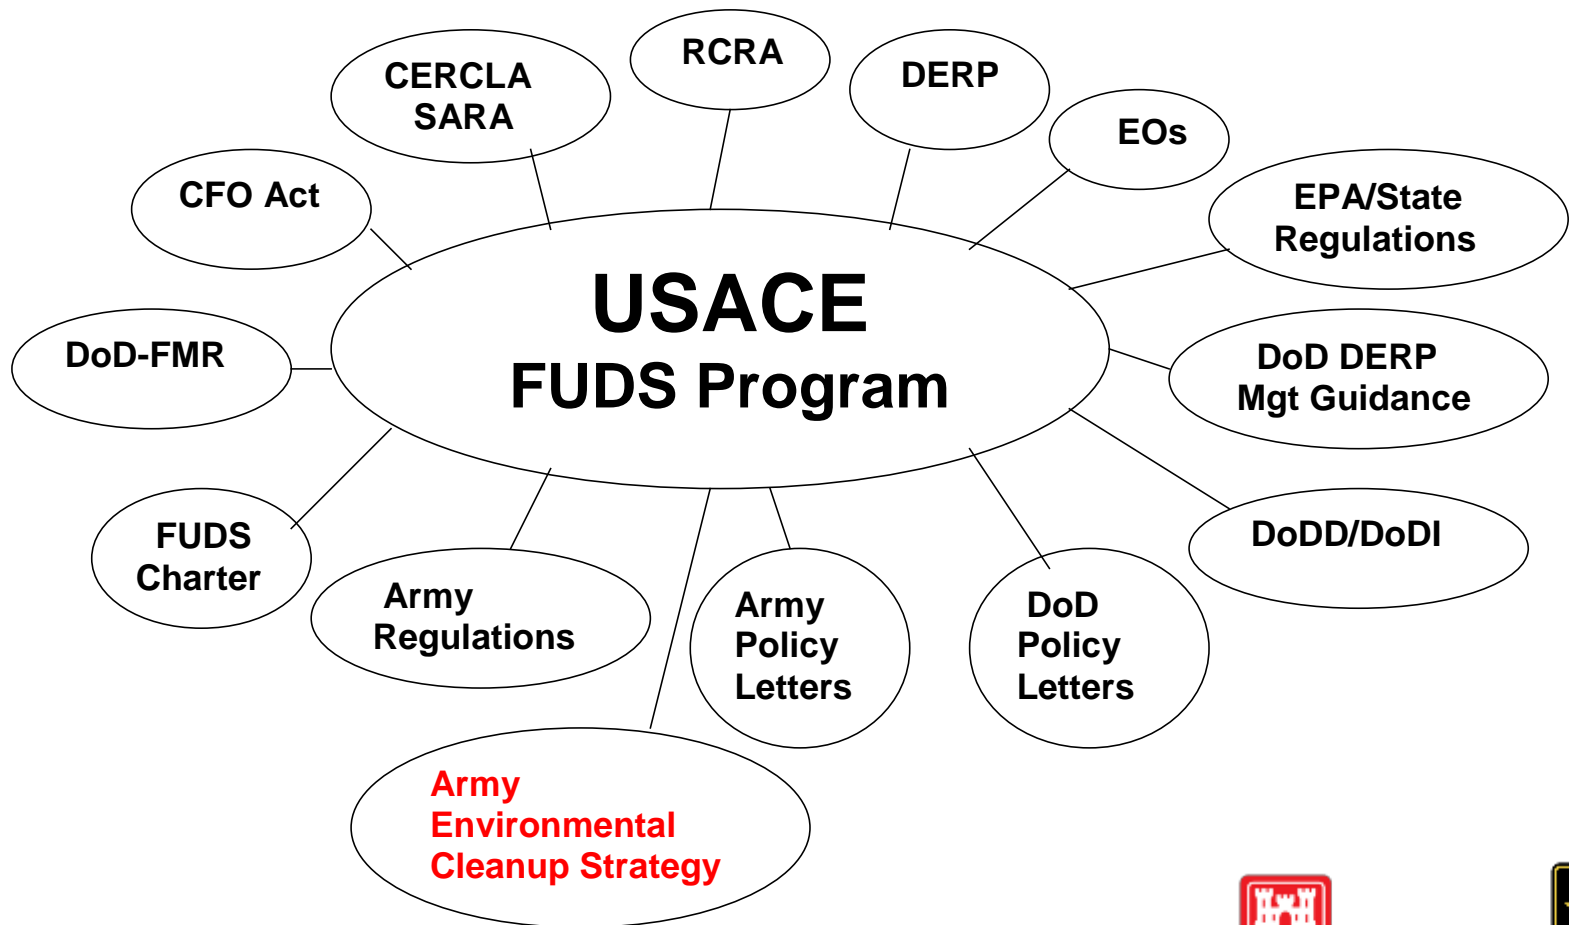 RCRA
CERCLA
SARA
DERP
EOs
CFO Act
EPA/State
Regulations
USACE
FUDS Program
DoD-FMR
DoD DERP
Mgt Guidance
FUDS
Charter
DoDD/DoDI
Army
Regulations
Army
Policy
Letters
DoD
Policy
Letters
Army
Environmental
Cleanup Strategy